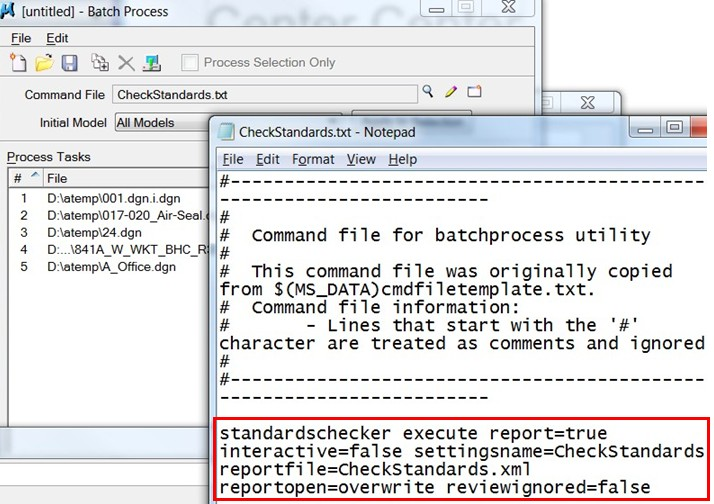 [untitled] - Batch Process
File Edit
Process Selection Only
Command File CheckStandards.txt
Initial Model All Models
Process Tasks
# File
1 D:\atemp\001.dgn.i.dgn
2 D:\atemp\017-020_Air-Seal.
3 D:\atemp\24.dgn
4 D:...\841A_W_WKT_BHC_R
5 D:\atemp\A_Office.dgn
CheckStandards.txt - Notepad
File Edit Format View Help
#---------------------------------------------
-------------------------
#
#  Command file for batchprocess utility
#
#  This command file was originally copied
from $(MS_DATA)cmdfiletemplate.txt.
#  Command file information:
#       - Lines that start with the '#'
character are treated as comments and ignored
#
#---------------------------------------------
-------------------------
standardschecker execute report=true
interactive=false settingsname=CheckStandards
reportfile=CheckStandards.xml
reportopen=overwrite reviewignored=false